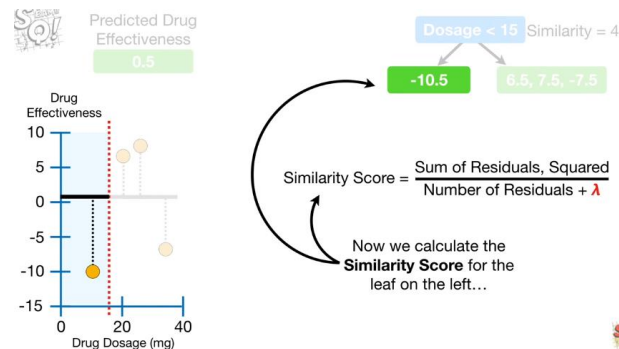 SQ!
Predicted Drug
Effectiveness
0.5
Dosage < 15
Similarity = 4
-10.5
6.5, 7.5, -7.5
Drug
Effectiveness
10
5
0
-5
-10
-15
0
20
40
Drug Dosage (mg)
Similarity Score =
Sum of Residuals, Squared
Number of Residuals + λ
Now we calculate the
Similarity Score for the
leaf on the left…